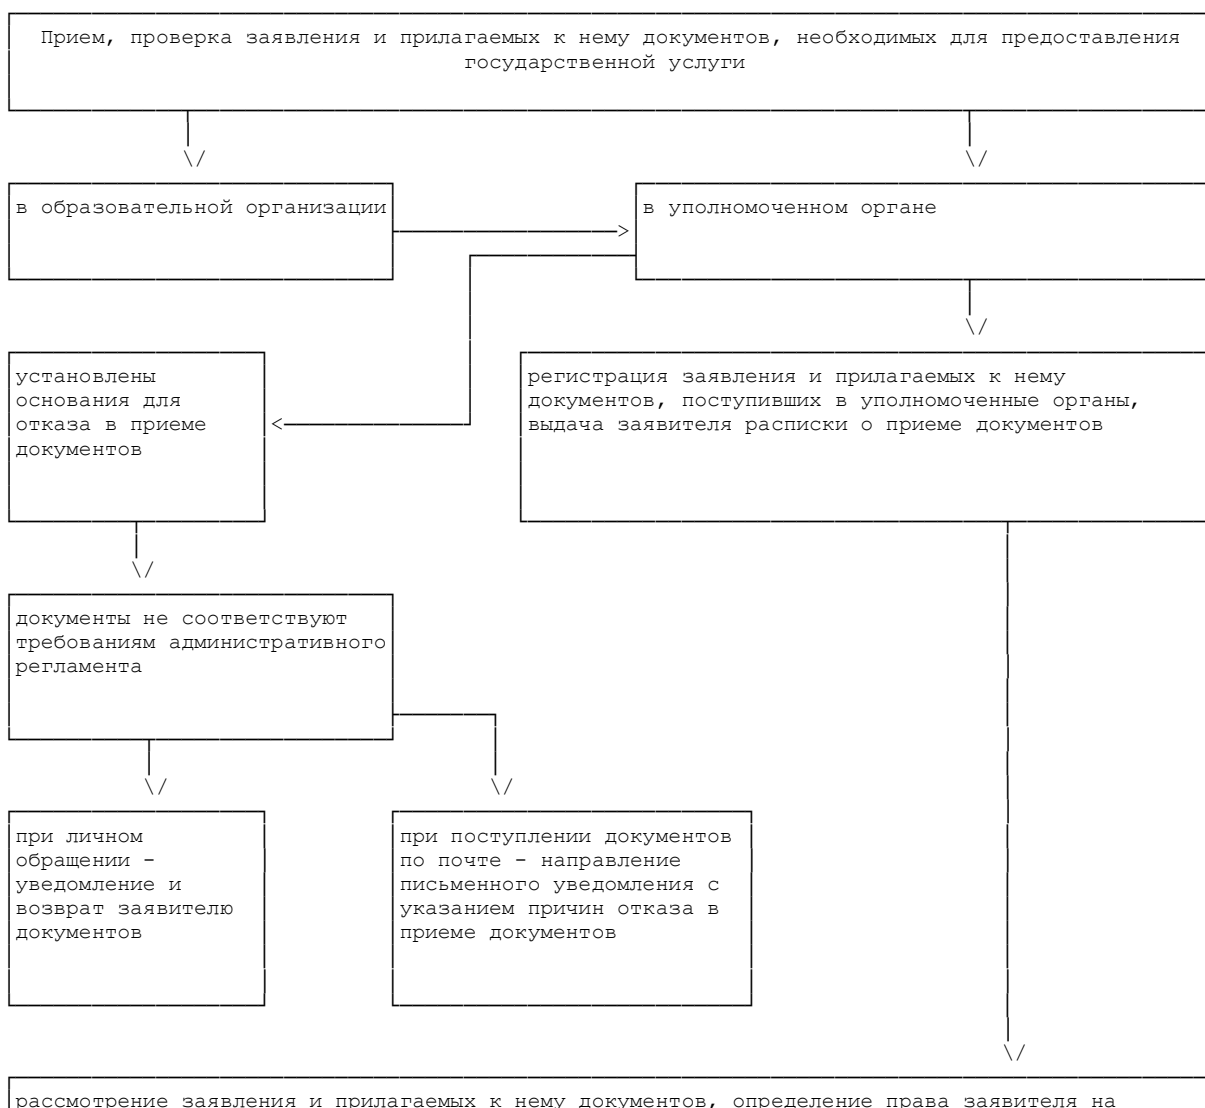 Прием, проверка заявления и прилагаемых к нему документов, необходимых для предоставления
государственной услуги
в образовательной организации
в уполномоченном органе
установлены
основания для
отказа в приеме
документов
регистрация заявления и прилагаемых к нему
документов, поступивших в уполномоченные органы,
выдача заявителя расписки о приеме документов
документы не соответствуют
требованиям административного
регламента
при личном
обращении -
уведомление и
возврат заявителю
документов
при поступлении документов
по почте - направление
письменного уведомления с
указанием причин отказа в
приеме документов
рассмотрение заявления и прилагаемых к нему документов, определение права заявителя на